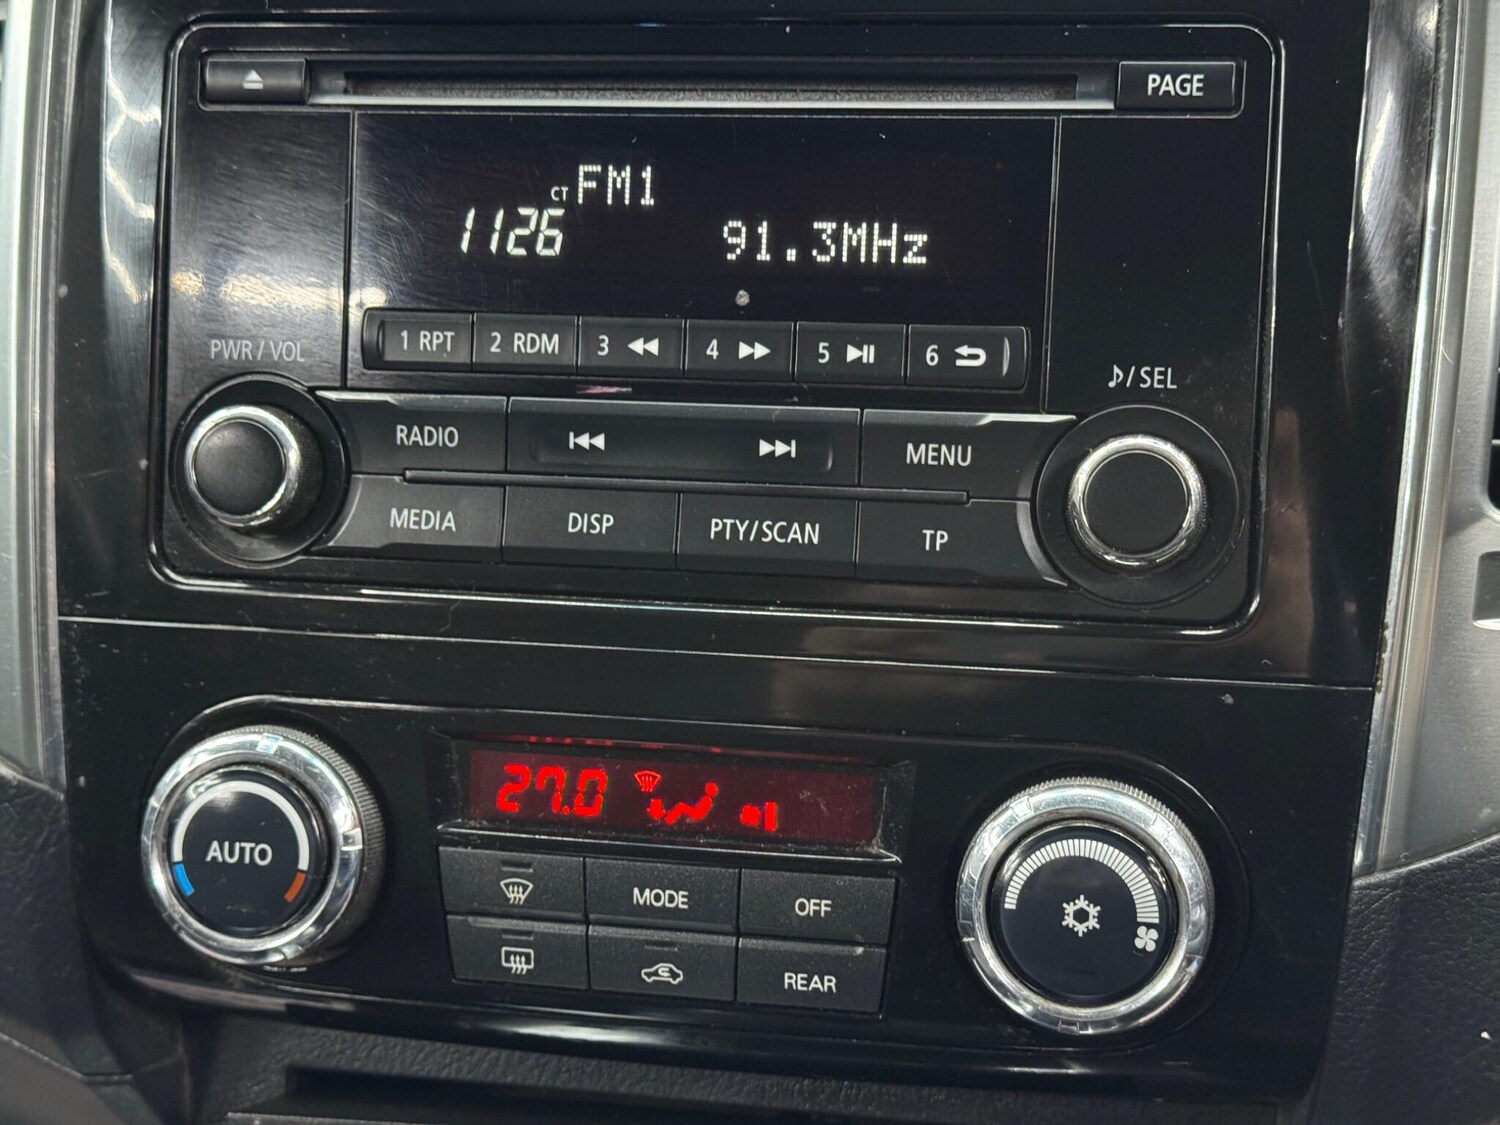 PAGE
CT FM1
1126 91.3MHz
PWR/VOL
1 RPT 2 RDM 3 4 5 6
♪/SEL
RADIO MENU
MEDIA DISP PTY/SCAN TP
27.0
AUTO
MODE OFF
REAR